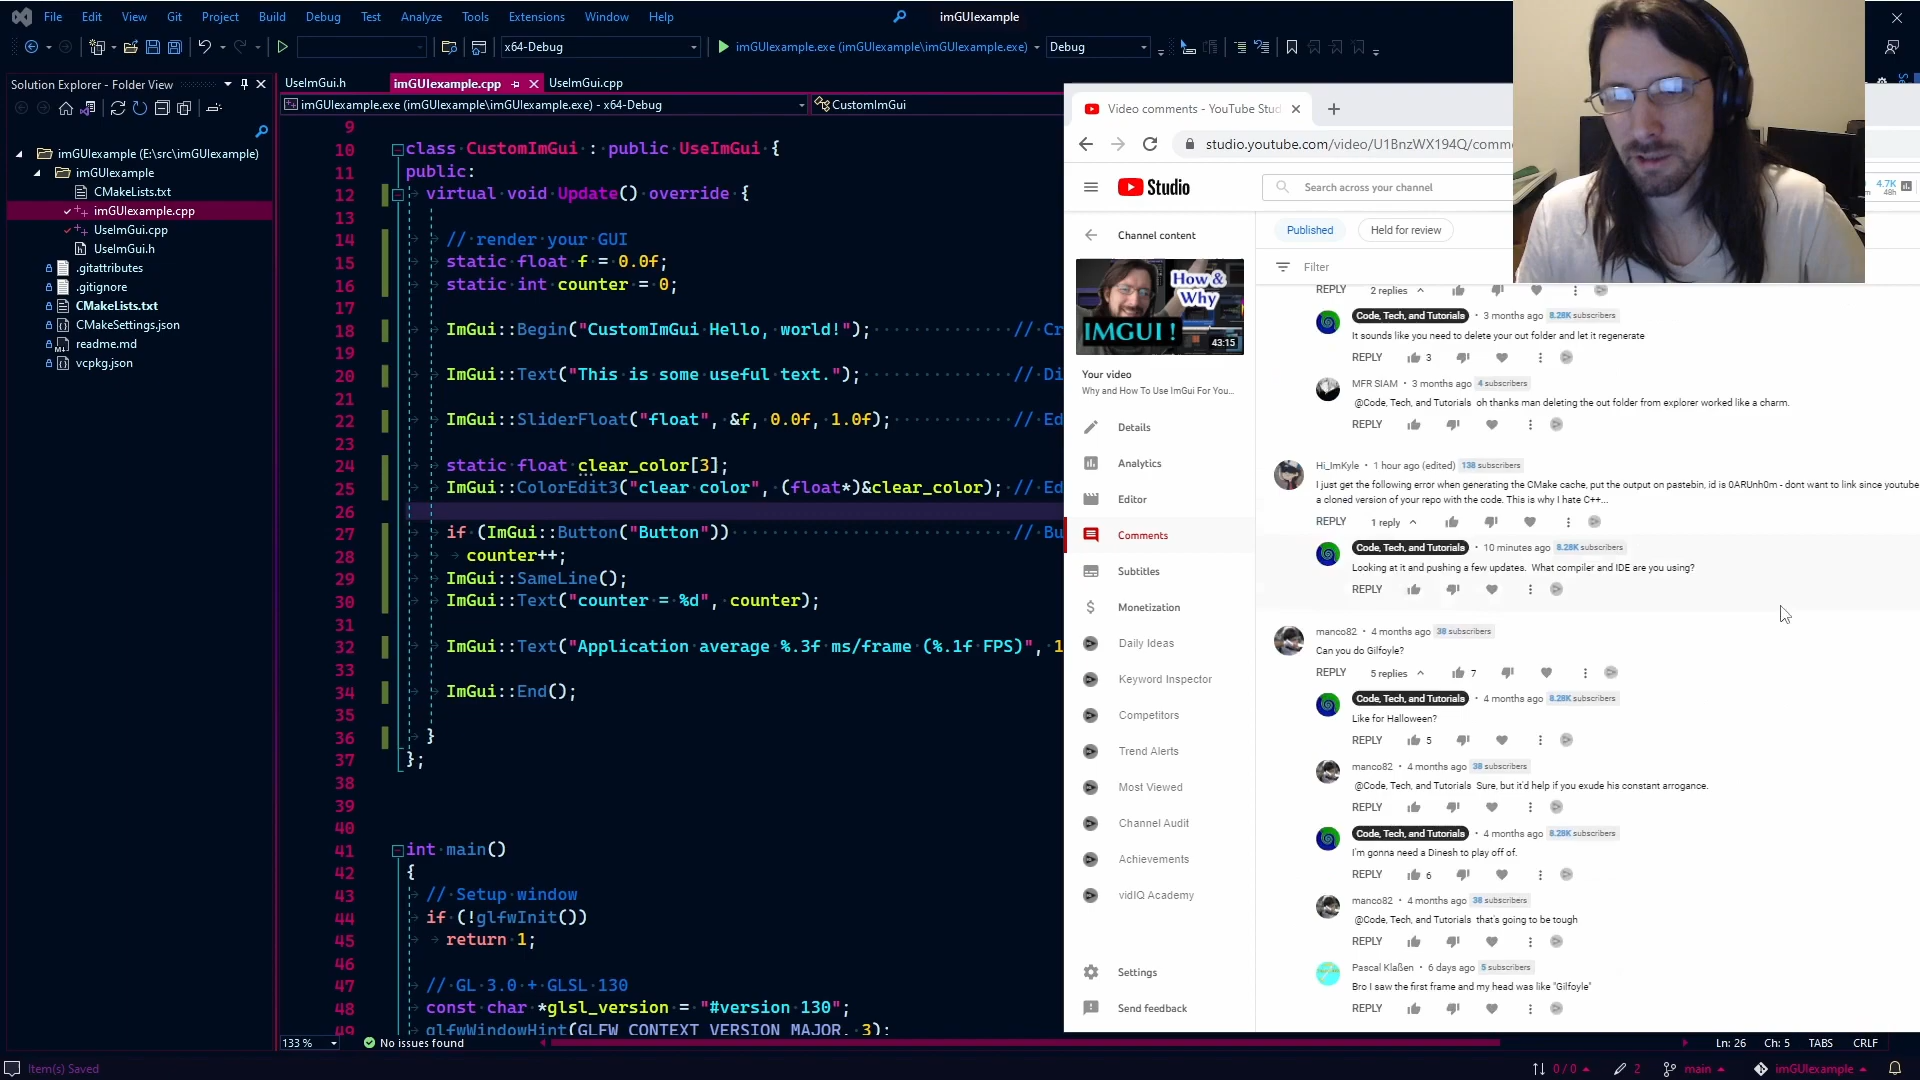 File Edit View Git Project Build Debug Test Analyze Tools Extensions Window Help imGUIexample
x64-Debug imGUIexample.exe (imGUIexample\imGUIexample.exe) Debug
Solution Explorer - Folder View
imGUIexample (E:\src\imGUIexample)
imGUIexample
CMakeLists.txt
imGUIexample.cpp
UseImGui.cpp
UseImGui.h
.gitattributes
.gitignore
CMakeLists.txt
CMakeSettings.json
readme.md
vcpkg.json
UseImGui.h imGUIexample.cpp UseImGui.cpp
imGUIexample.exe (imGUIexample\imGUIexample.exe) - x64-Debug CustomImGui
9
10 class CustomImGui : public UseImGui {
11 public:
12 virtual void Update() override {
13
14 // render your GUI
15 static float f = 0.0f;
16 static int counter = 0;
17
18 ImGui::Begin("CustomImGui Hello, world!"); // Cr
19
20 ImGui::Text("This is some useful text."); // Di
21
22 ImGui::SliderFloat("float", &f, 0.0f, 1.0f); // Ed
23
24 static float clear_color[3];
25 ImGui::ColorEdit3("clear color", (float*)&clear_color); // Ed
26
27 if (ImGui::Button("Button")) // Bu
28 counter++;
29 ImGui::SameLine();
30 ImGui::Text("counter = %d", counter);
31
32 ImGui::Text("Application average %.3f ms/frame (%.1f FPS)", 1
33
34 ImGui::End();
35
36 }
37 };
38
39
40
41 int main()
42 {
43 // Setup window
44 if (!glfwInit())
45 return 1;
46
47 // GL 3.0 + GLSL 130
48 const char *glsl_version = "#version 130";
49 glfwWindowHint(GLFW_CONTEXT_VERSION_MAJOR, 3);
133 % No issues found
Ln: 26 Ch: 5 TABS CRLF
Item(s) Saved
0 / 0 2 main imGUIexample
Video comments - YouTube Stud
studio.youtube.com/video/U1BnzWX194Q/comme
Studio
Search across your channel
4.7K
48h
Channel content
How &
Why
IMGUI !
43:15
Your video
Why and How To Use ImGui For You...
Details
Analytics
Editor
Comments
Subtitles
Monetization
Daily Ideas
Keyword Inspector
Competitors
Trend Alerts
Most Viewed
Channel Audit
Achievements
vidIQ Academy
Settings
Send feedback
Published Held for review
Filter
REPLY 2 replies
Code, Tech, and Tutorials • 3 months ago 8.28K subscribers
It sounds like you need to delete your out folder and let it regenerate
REPLY 3
MFR SIAM • 3 months ago 4 subscribers
@Code, Tech, and Tutorials oh thanks man deleting the out folder from explorer worked like a charm.
REPLY
Hi_ImKyle • 1 hour ago (edited) 138 subscribers
I just get the following error when generating the CMake cache, put the output on pastebin, id is 0ARUnh0m - dont want to link since youtube
a cloned version of your repo with the code. This is why I hate C++...
REPLY 1 reply
Code, Tech, and Tutorials • 10 minutes ago 8.28K subscribers
Looking at it and pushing a few updates. What compiler and IDE are you using?
REPLY
manco82 • 4 months ago 38 subscribers
Can you do Gilfoyle?
REPLY 5 replies 7
Code, Tech, and Tutorials • 4 months ago 8.28K subscribers
Like for Halloween?
REPLY 5
manco82 • 4 months ago 38 subscribers
@Code, Tech, and Tutorials Sure, but it'd help if you exude his constant arrogance.
REPLY
Code, Tech, and Tutorials • 4 months ago 8.28K subscribers
I'm gonna need a Dinesh to play off of.
REPLY 6
manco82 • 4 months ago 38 subscribers
@Code, Tech, and Tutorials that's going to be tough
REPLY
Pascal Klaßen • 6 days ago 5 subscribers
Bro I saw the first frame and my head was like "Gilfoyle"
REPLY